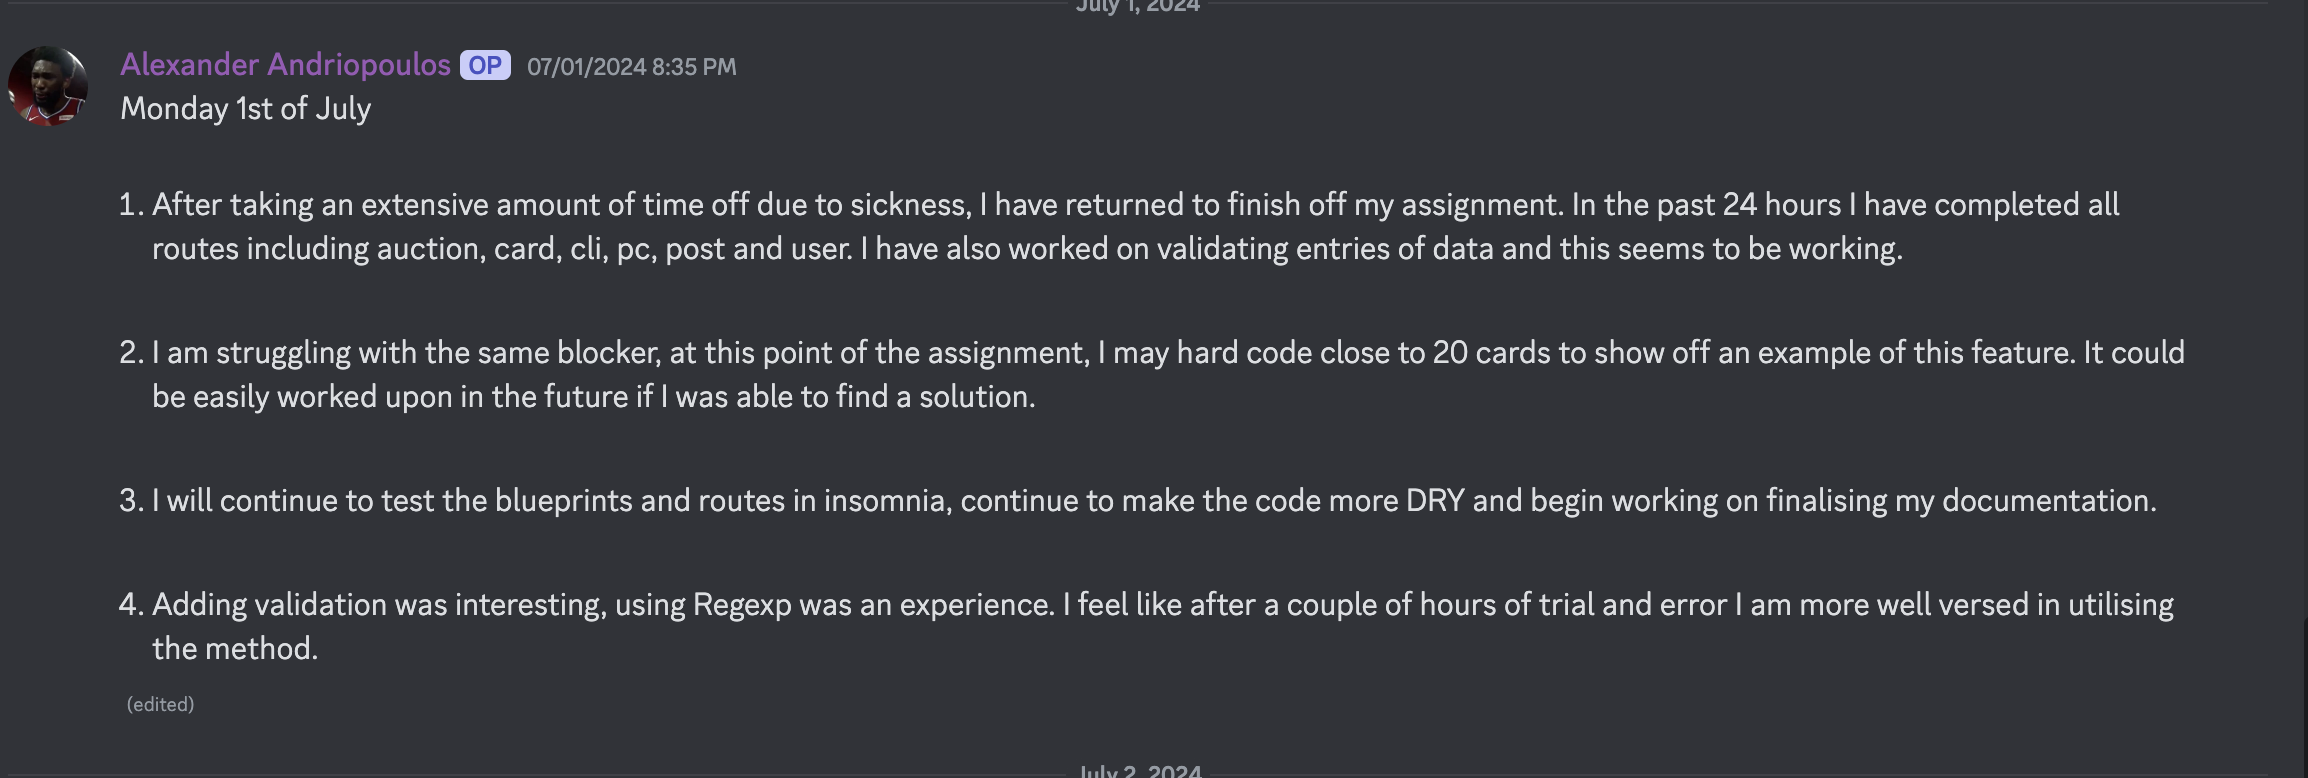 July 1, 2024
Alexander Andriopoulos OP 07/01/2024 8:35 PM
Monday 1st of July
1. After taking an extensive amount of time off due to sickness, I have returned to finish off my assignment. In the past 24 hours I have completed all
routes including auction, card, cli, pc, post and user. I have also worked on validating entries of data and this seems to be working.
2. I am struggling with the same blocker, at this point of the assignment, I may hard code close to 20 cards to show off an example of this feature. It could
be easily worked upon in the future if I was able to find a solution.
3. I will continue to test the blueprints and routes in insomnia, continue to make the code more DRY and begin working on finalising my documentation.
4. Adding validation was interesting, using Regexp was an experience. I feel like after a couple of hours of trial and error I am more well versed in utilising
the method.
(edited)
July 2, 2024